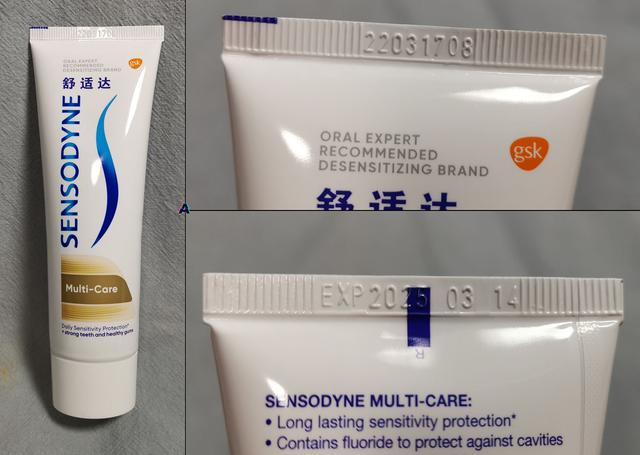 22031708
ORAL EXPERT
RECOMMENDED
DESENSITIZING BRAND
gsk
舒适达
SENSODYNE
Multi-Care
Daily Sensitivity Protection*
+ strong teeth and healthy gums
A
22031708
ORAL EXPERT
RECOMMENDED
DESENSITIZING BRAND
gsk
舒适达
EXP2025 03 14
R
SENSODYNE MULTI-CARE:
• Long lasting sensitivity protection*
• Contains fluoride to protect against cavities